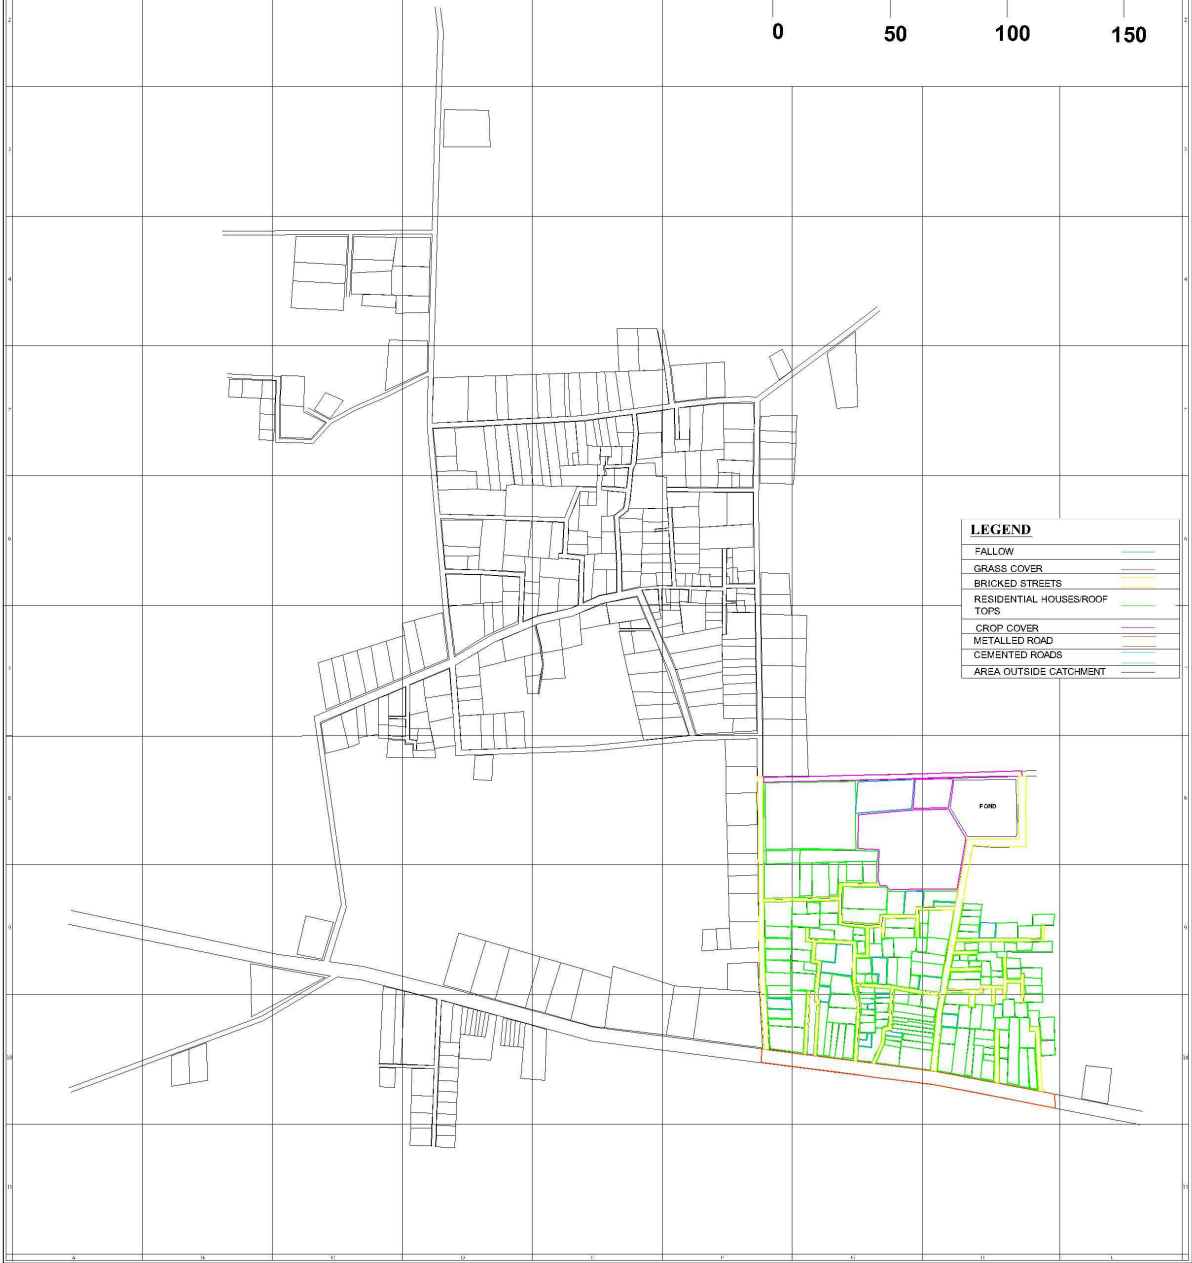 0 50 100 150
LEGEND
FALLOW
GRASS COVER
BRICKED STREETS
RESIDENTIAL HOUSES/ROOF
TOPS
CROP COVER
METALLED ROAD
CEMENTED ROADS
AREA OUTSIDE CATCHMENT
POND